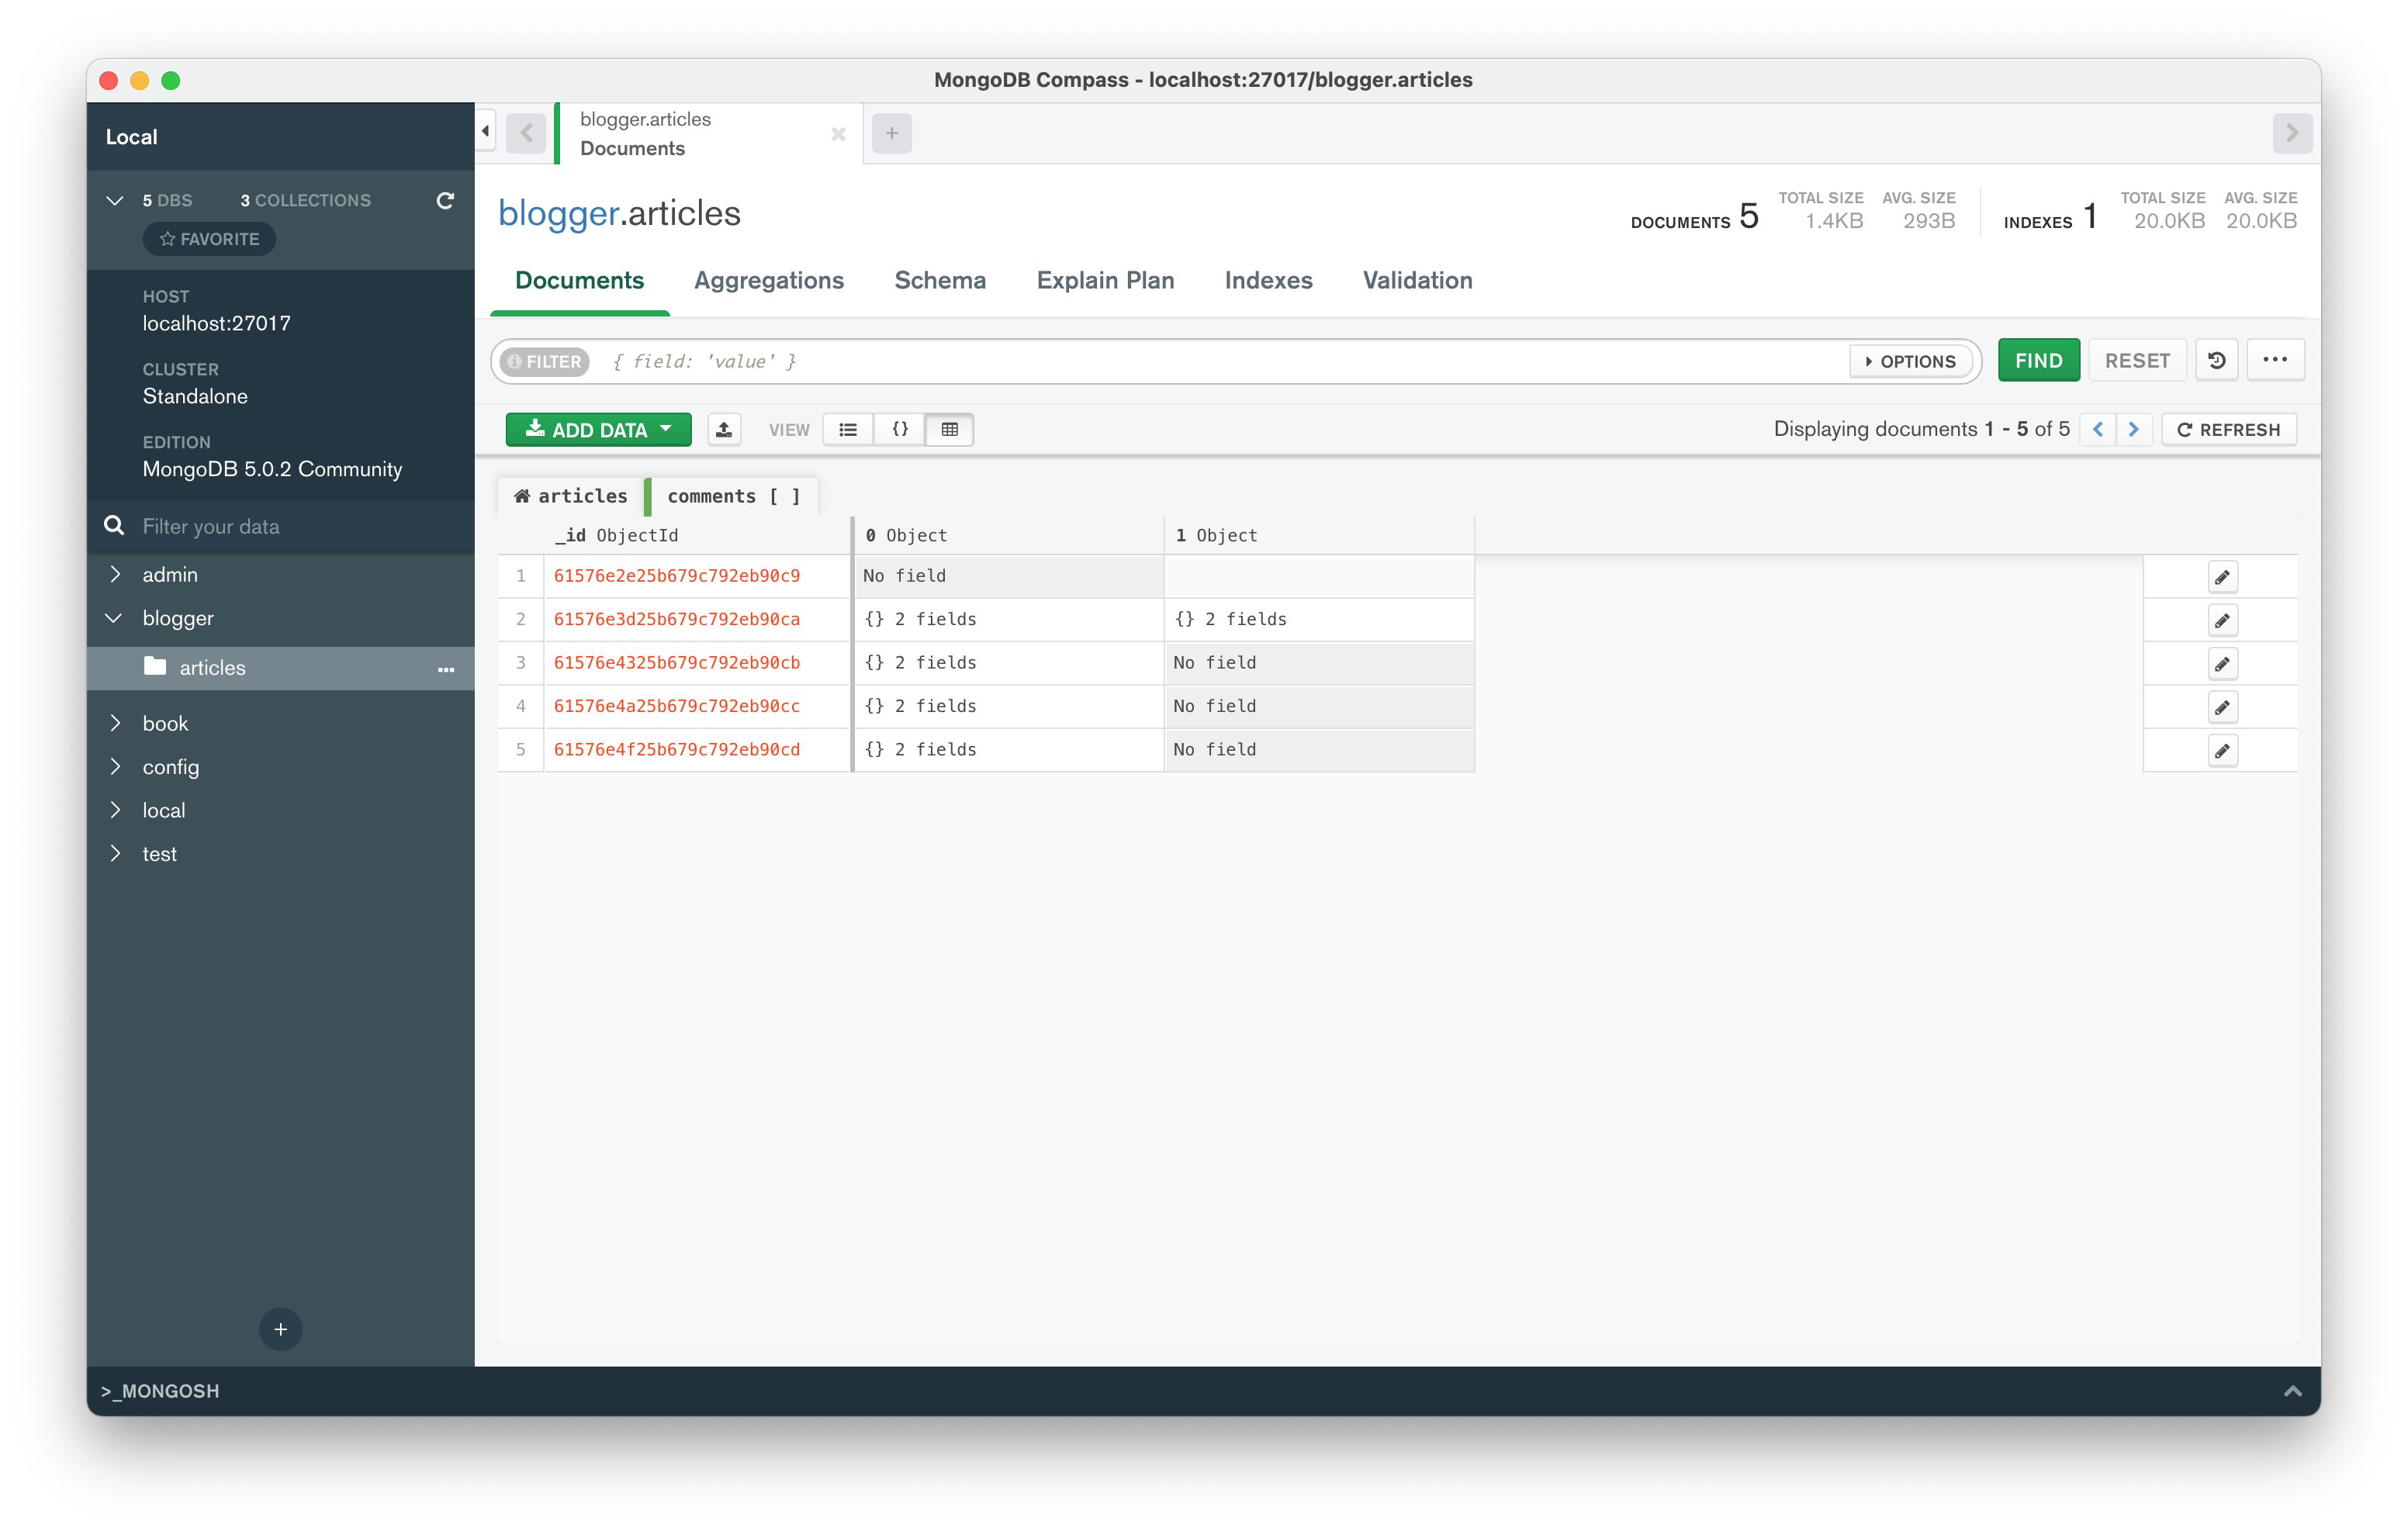 MongoDB Compass - localhost:27017/blogger.articles
Local
5 DBS 3 COLLECTIONS
FAVORITE
HOST
localhost:27017
CLUSTER
Standalone
EDITION
MongoDB 5.0.2 Community
Filter your data
admin
blogger
articles
book
config
local
test
blogger.articles
Documents
blogger.articles
DOCUMENTS 5
TOTAL SIZE
1.4KB
AVG. SIZE
293B
INDEXES 1
TOTAL SIZE
20.0KB
AVG. SIZE
20.0KB
Documents Aggregations Schema Explain Plan Indexes Validation
FILTER { field: 'value' } OPTIONS FIND RESET
ADD DATA VIEW {} Displaying documents 1 - 5 of 5 REFRESH
articles comments [ ]
_id ObjectId 0 Object 1 Object
1 61576e2e25b679c792eb90c9 No field
2 61576e3d25b679c792eb90ca {} 2 fields {} 2 fields
3 61576e4325b679c792eb90cb {} 2 fields No field
4 61576e4a25b679c792eb90cc {} 2 fields No field
5 61576e4f25b679c792eb90cd {} 2 fields No field
>_MONGOSH